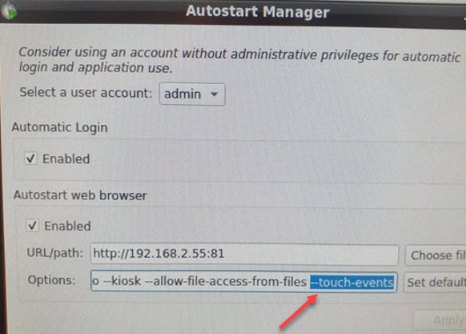 Autostart Manager
Consider using an account without administrative privileges for automatic
login and application use.
Select a user account: admin
Automatic Login
Enabled
Autostart web browser
Enabled
URL/path: http://192.168.2.55:81 Choose fil
Options: o --kiosk --allow-file-access-from-files --touch-events Set default
Apply